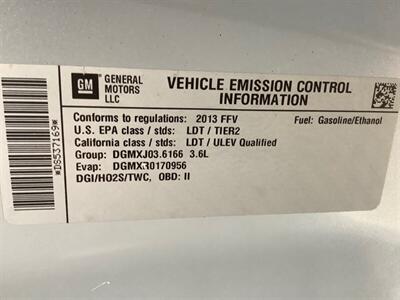 GM GENERAL MOTORS LLC
VEHICLE EMISSION CONTROL INFORMATION
Conforms to regulations: 2013 FFV Fuel: Gasoline/Ethanol
U.S. EPA class / stds: LDT / TIER2
California class / stds: LDT / ULEV Qualified
Group: DGMXJ03.6166 3.6L
Evap: DGMXR0170956
DGI/HO2S/TWC, OBD: II
*DS537169*